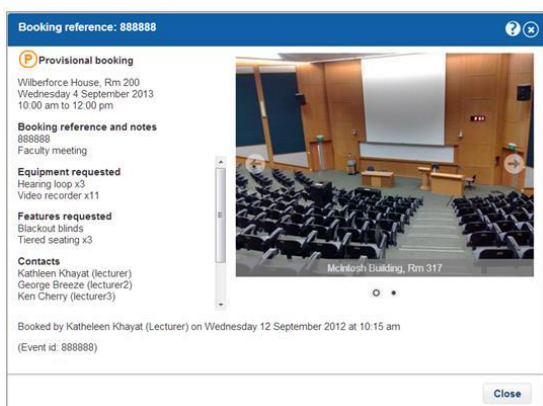 Booking reference: 888888
?
P Provisional booking
Wilberforce House, Rm 200
Wednesday 4 September 2013
10:00 am to 12:00 pm
Booking reference and notes
888888
Faculty meeting
Equipment requested
Hearing loop x3
Video recorder x11
Features requested
Blackout blinds
Tiered seating x3
Contacts
Kathleen Khayat (lecturer)
George Breeze (lecturer2)
Ken Cherry (lecturer3)
McIntosh Building, Rm 317
Booked by Katheleen Khayat (Lecturer) on Wednesday 12 September 2012 at 10:15 am
(Event id: 888888)
Close